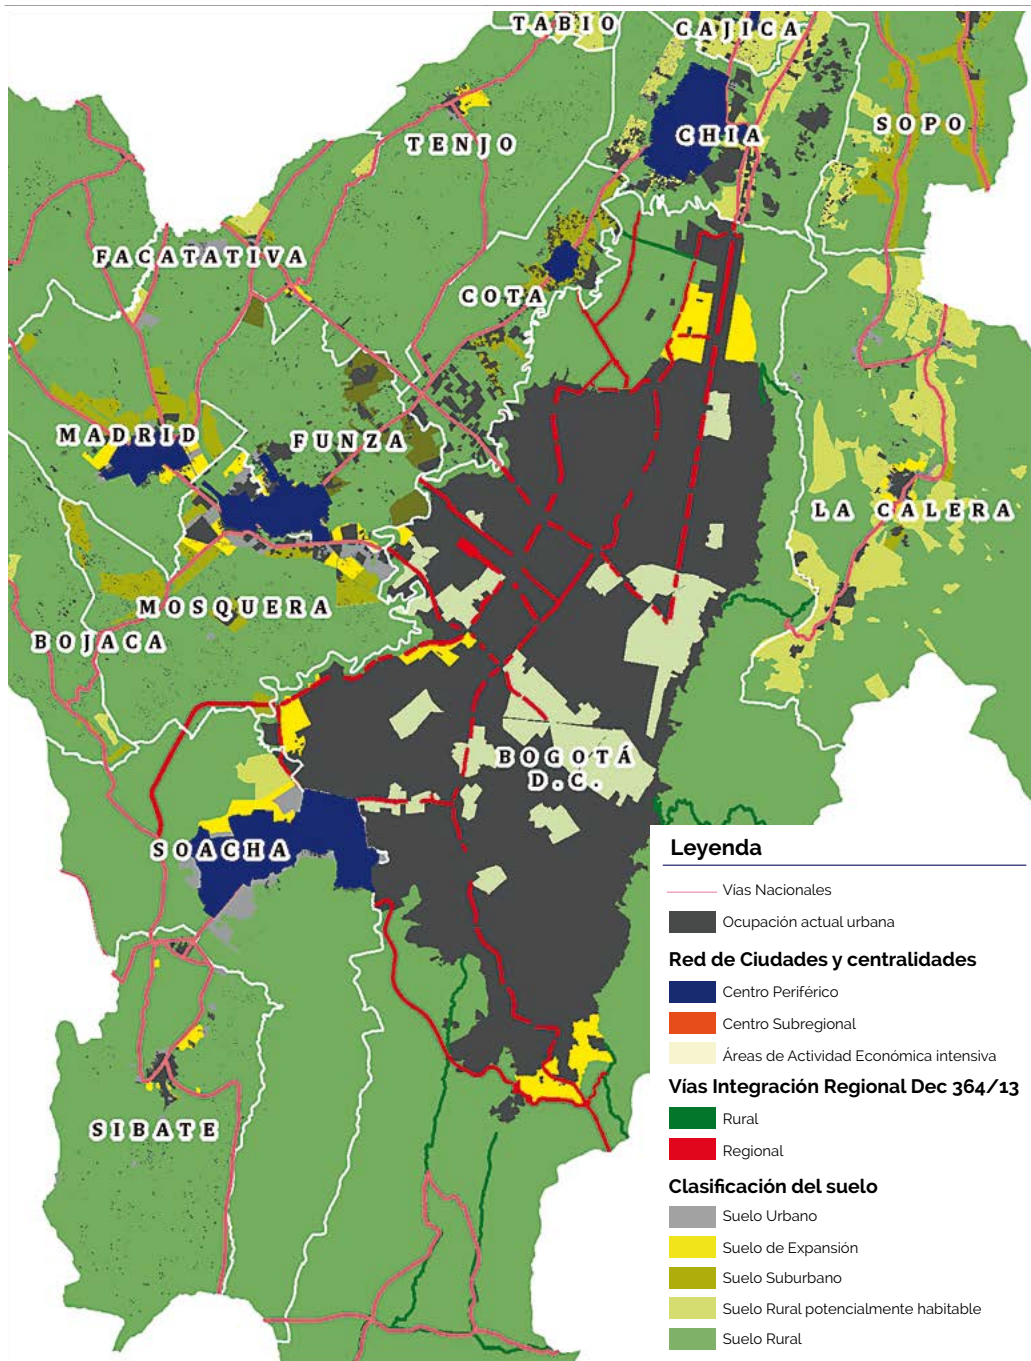 TABIO
CAJICA
TENJO
CHIA
SOPO
FACATATIVA
COTA
MADRID
FUNZA
LA CALERA
MOSQUERA
BOJACA
BOGOTÁ
D.C.
SOACHA
SIBATE
Leyenda
Vías Nacionales
Ocupación actual urbana
Red de Ciudades y centralidades
Centro Periférico
Centro Subregional
Áreas de Actividad Económica intensiva
Vías Integración Regional Dec 364/13
Rural
Regional
Clasificación del suelo
Suelo Urbano
Suelo de Expansión
Suelo Suburbano
Suelo Rural potencialmente habitable
Suelo Rural